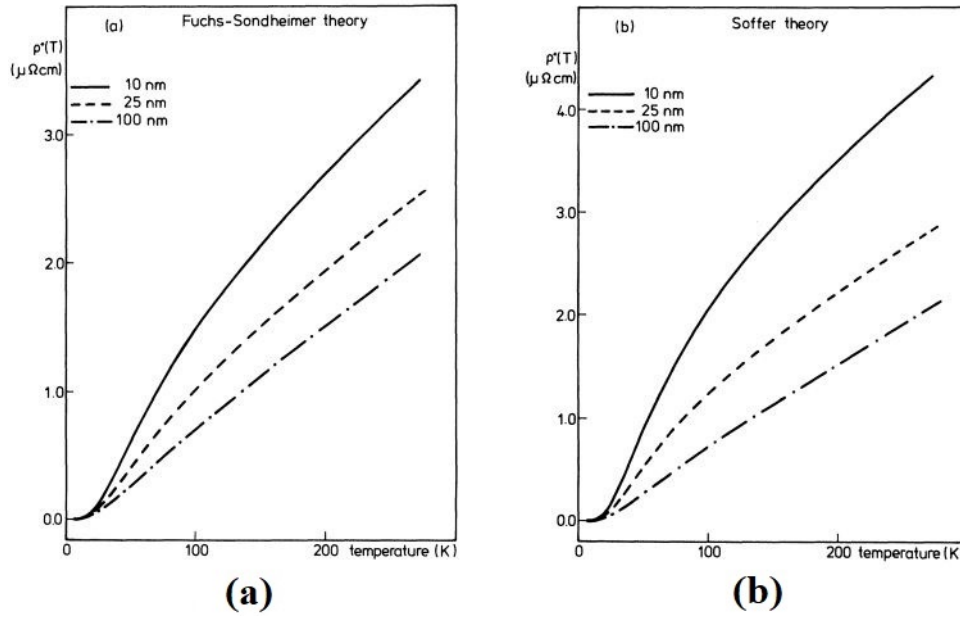 (a) Fuchs-Sondheimer theory
ρ*(T)
(μΩcm)
10 nm
25 nm
100 nm
3.0
2.0
1.0
0.0
0 100 200 temperature (K)
(a)
(b) Soffer theory
ρ*(T)
(μΩcm)
10 nm
25 nm
100 nm
4.0
3.0
2.0
1.0
0.0
0 100 200 temperature (K)
(b)